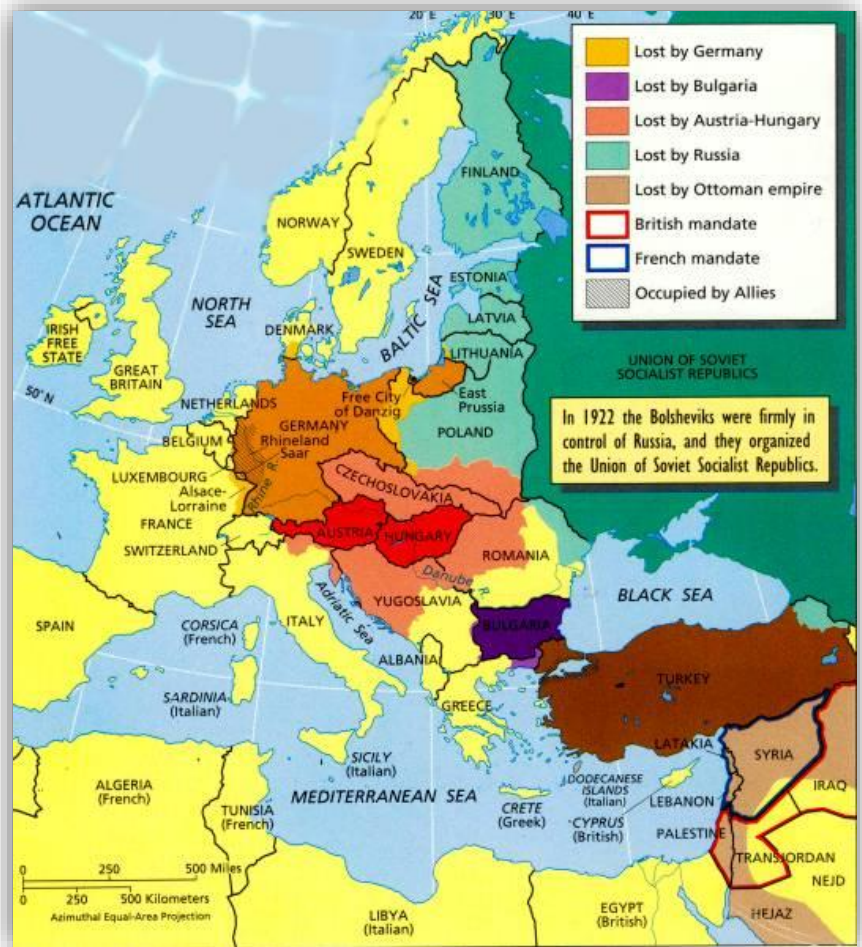 20°E
30°E
40°E
Lost by Germany
Lost by Bulgaria
Lost by Austria-Hungary
Lost by Russia
Lost by Ottoman empire
British mandate
French mandate
Occupied by Allies
ATLANTIC
OCEAN
NORWAY
SWEDEN
FINLAND
ESTONIA
LATVIA
LITHUANIA
BALTIC SEA
NORTH
SEA
DENMARK
IRISH
FREE
STATE
GREAT
BRITAIN
50°N
NETHERLANDS
Free City
of Danzig
East
Prussia
UNION OF SOVIET
SOCIALIST REPUBLICS
In 1922 the Bolsheviks were firmly in
control of Russia, and they organized
the Union of Soviet Socialist Republics.
GERMANY
Rhineland
Saar
POLAND
BELGIUM
LUXEMBOURG
Alsace-
Lorraine
Rhine R.
CZECHOSLOVAKIA
FRANCE
SWITZERLAND
AUSTRIA
HUNGARY
ROMANIA
Danube R.
YUGOSLAVIA
BLACK SEA
SPAIN
CORSICA
(French)
ITALY
Adriatic Sea
BULGARIA
ALBANIA
SARDINIA
(Italian)
GREECE
TURKEY
LATAKIA
SYRIA
SICILY
(Italian)
ALGERIA
(French)
TUNISIA
(French)
MEDITERRANEAN SEA
CRETE
(Greek)
DODECANESE
ISLANDS
(Italian)
CYPRUS
(British)
LEBANON
IRAQ
PALESTINE
TRANSJORDAN
NEJD
HEJAZ
EGYPT
(British)
LIBYA
(Italian)
0 250 500 Miles
0 250 500 Kilometers
Azimuthal Equal-Area Projection